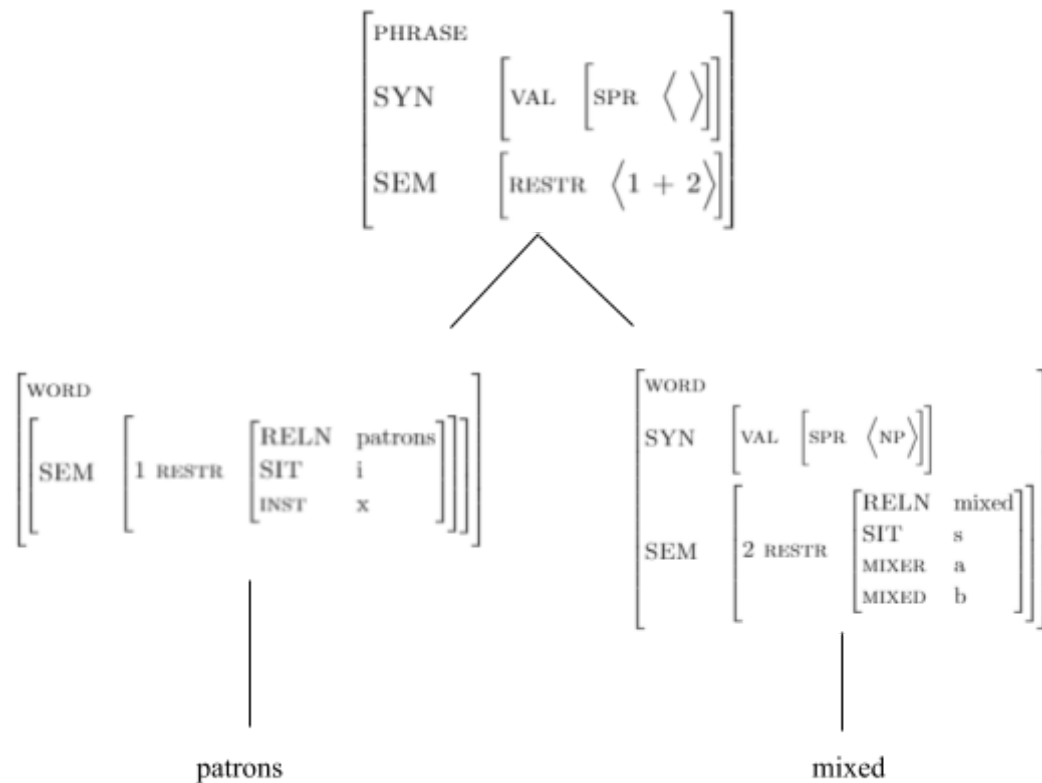 PHRASE
SYN VAL SPR ⟨ ⟩
SEM RESTR ⟨1 + 2⟩
WORD
SEM 1 RESTR RELN patrons
SIT i
INST x
WORD
SYN VAL SPR ⟨NP⟩
SEM 2 RESTR RELN mixed
SIT s
MIXER a
MIXED b
patrons mixed